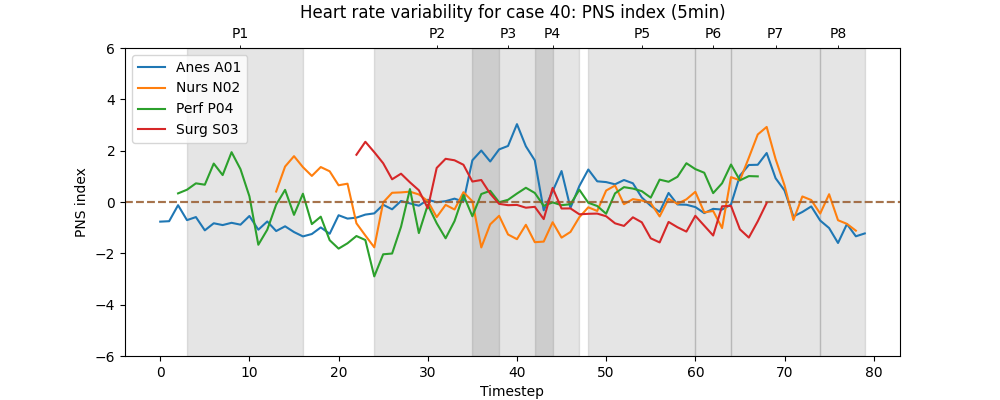 Heart rate variability for case 40: PNS index (5min)
P1 P2 P3 P4 P5 P6 P7 P8
6
4
2
0
−2
−4
−6
PNS index
Anes A01
Nurs N02
Perf P04
Surg S03
0 10 20 30 40 50 60 70 80
Timestep